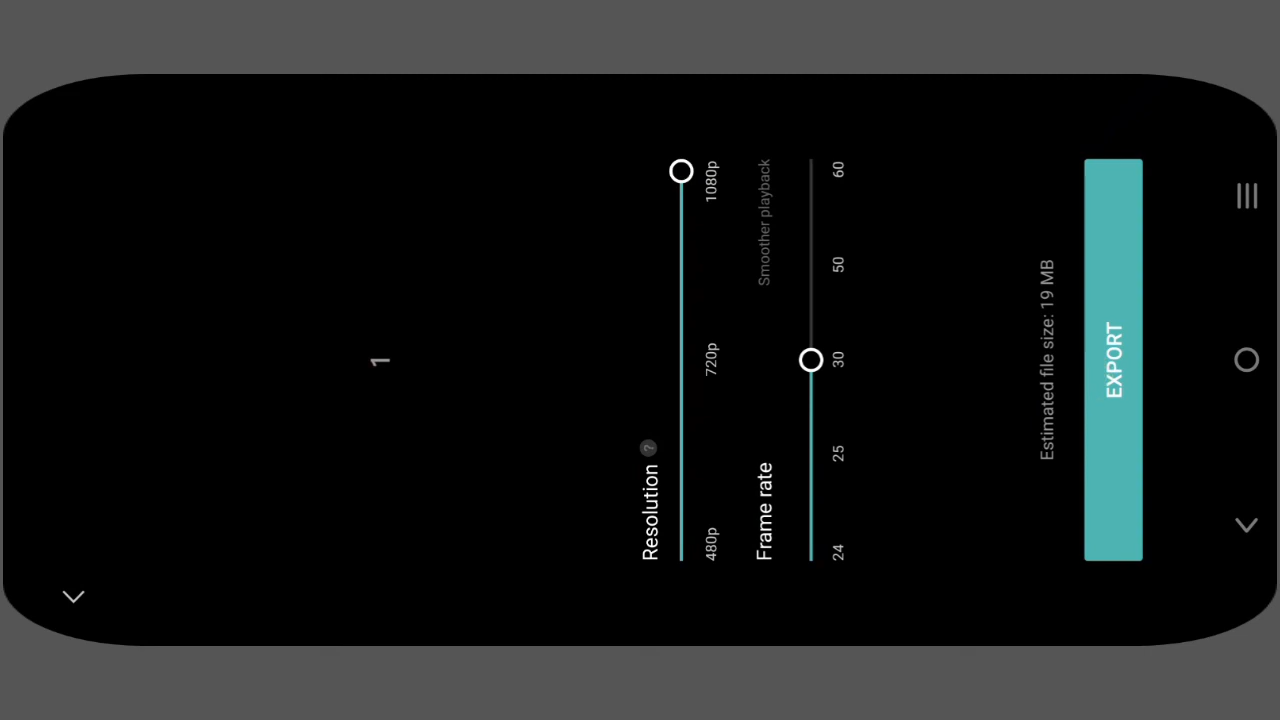 1
Resolution ?
480p 720p 1080p
Frame rate Smoother playback
24 25 30 50 60
Estimated file size: 19 MB
EXPORT